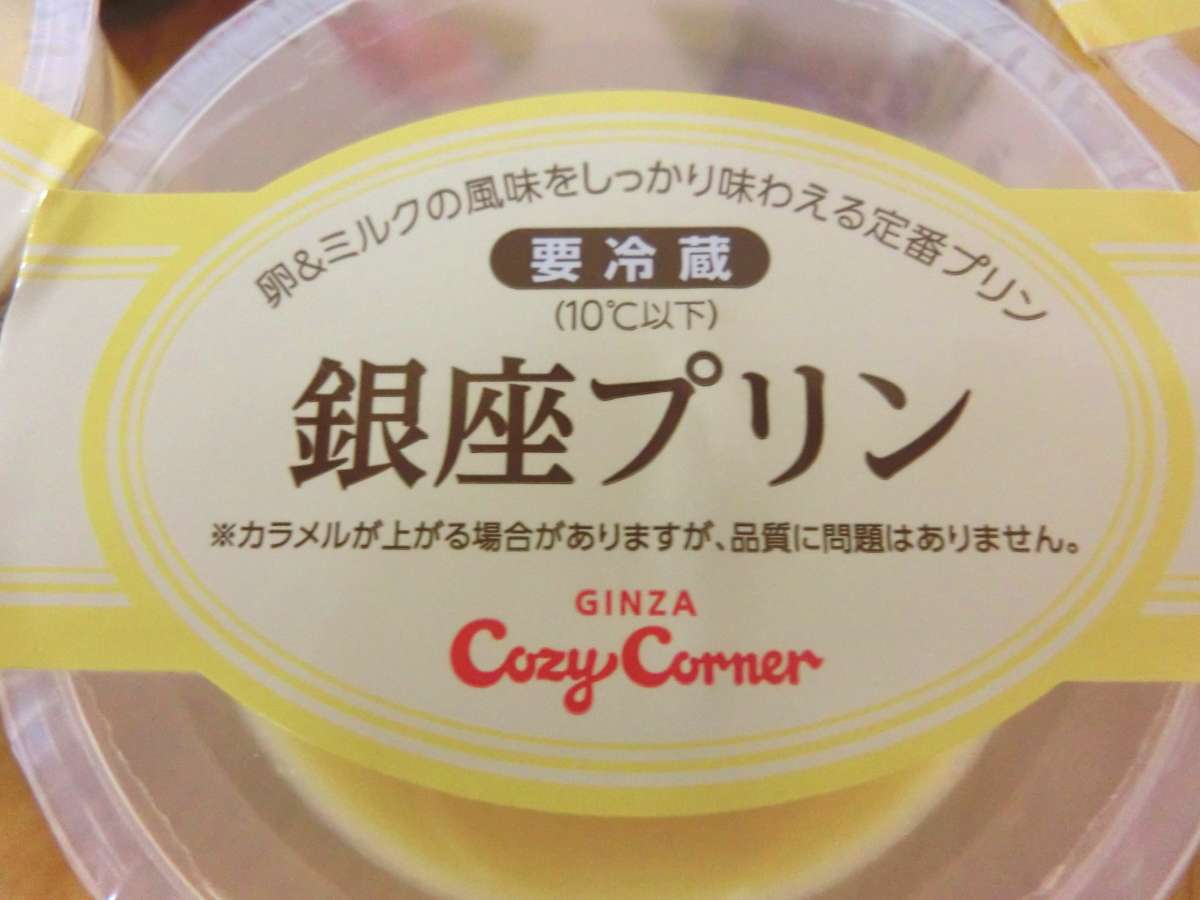 卵&ミルクの風味をしっかり味わえる定番プリン
要冷蔵
(10℃以下)
銀座プリン
※カラメルが上がる場合がありますが、品質に問題はありません。
GINZA
Cozy Corner